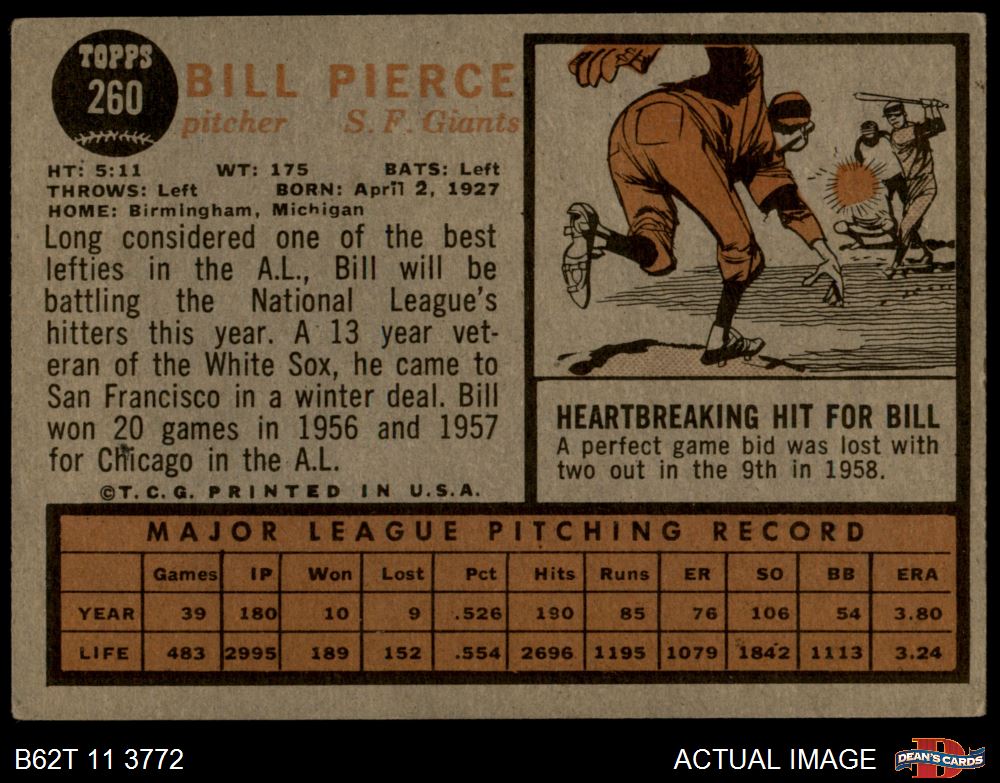 TOPPS
260
BILL PIERCE
pitcher S. F. Giants
HT: 5:11 WT: 175 BATS: Left
THROWS: Left BORN: April 2, 1927
HOME: Birmingham, Michigan
Long considered one of the best
lefties in the A.L., Bill will be
battling the National League's
hitters this year. A 13 year vet-
eran of the White Sox, he came to
San Francisco in a winter deal. Bill
won 20 games in 1956 and 1957
for Chicago in the A.L.
©T. C. G. PRINTED IN U.S.A.
HEARTBREAKING HIT FOR BILL
A perfect game bid was lost with
two out in the 9th in 1958.
MAJOR LEAGUE PITCHING RECORD
Games IP Won Lost Pct Hits Runs ER SO BB ERA
YEAR 39 180 10 9 .526 190 85 76 106 54 3.80
LIFE 483 2995 189 152 .554 2696 1195 1079 1842 1113 3.24
B62T 11 3772 ACTUAL IMAGE
D
DEAN'S CARDS